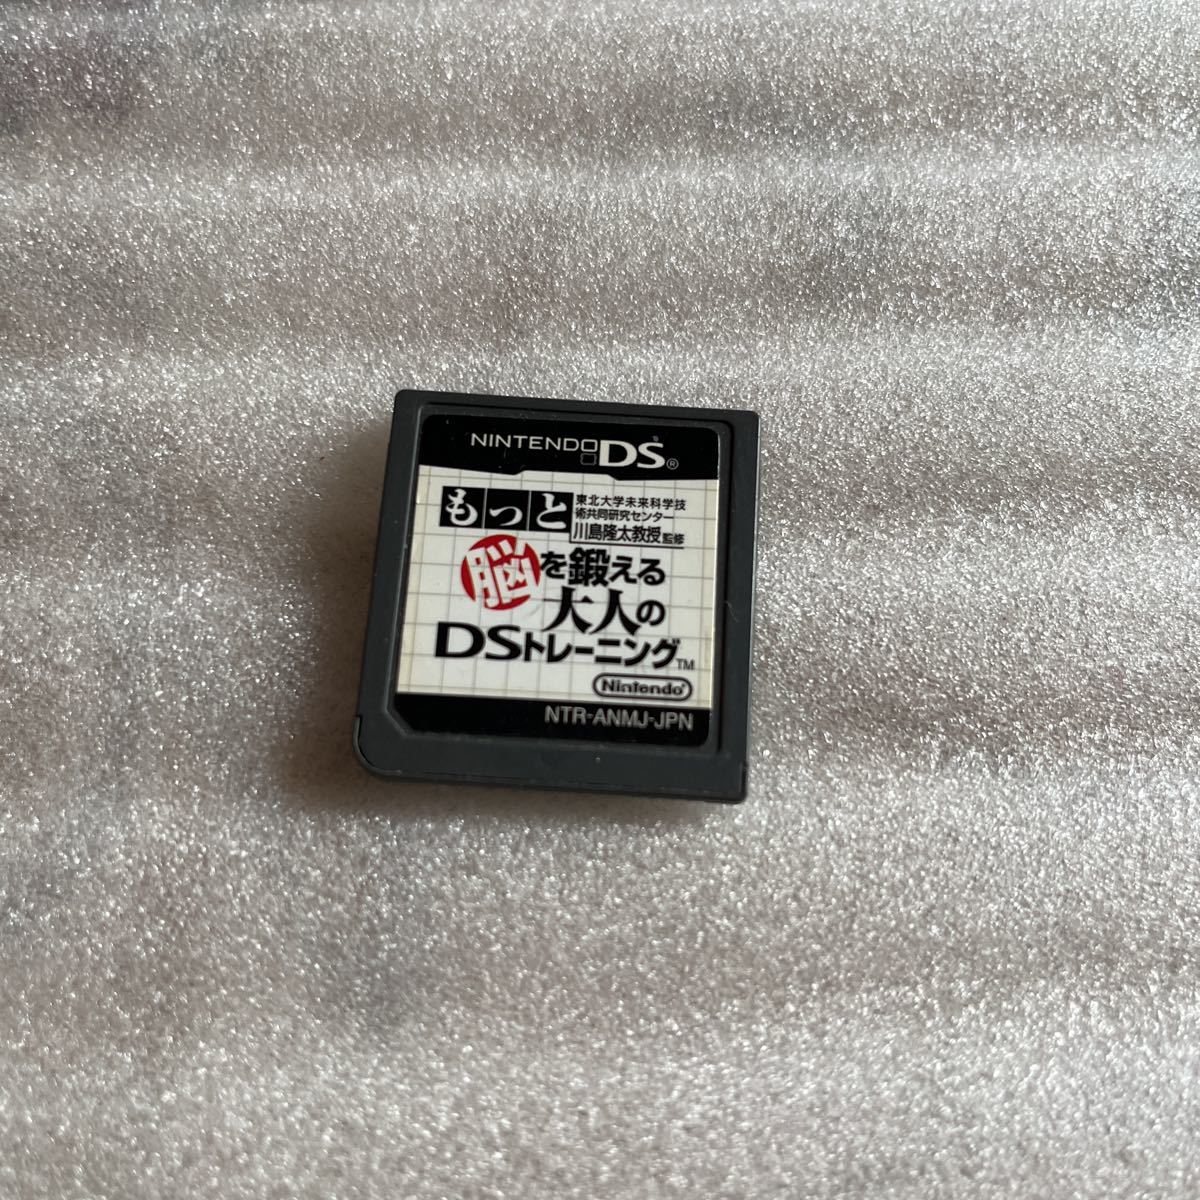 NINTENDO DS®
もっと
東北大学未来科学技
術共同研究センター
川島隆太教授監修
脳を鍛える
大人の
DSトレーニング™
Nintendo®
NTR-ANMJ-JPN